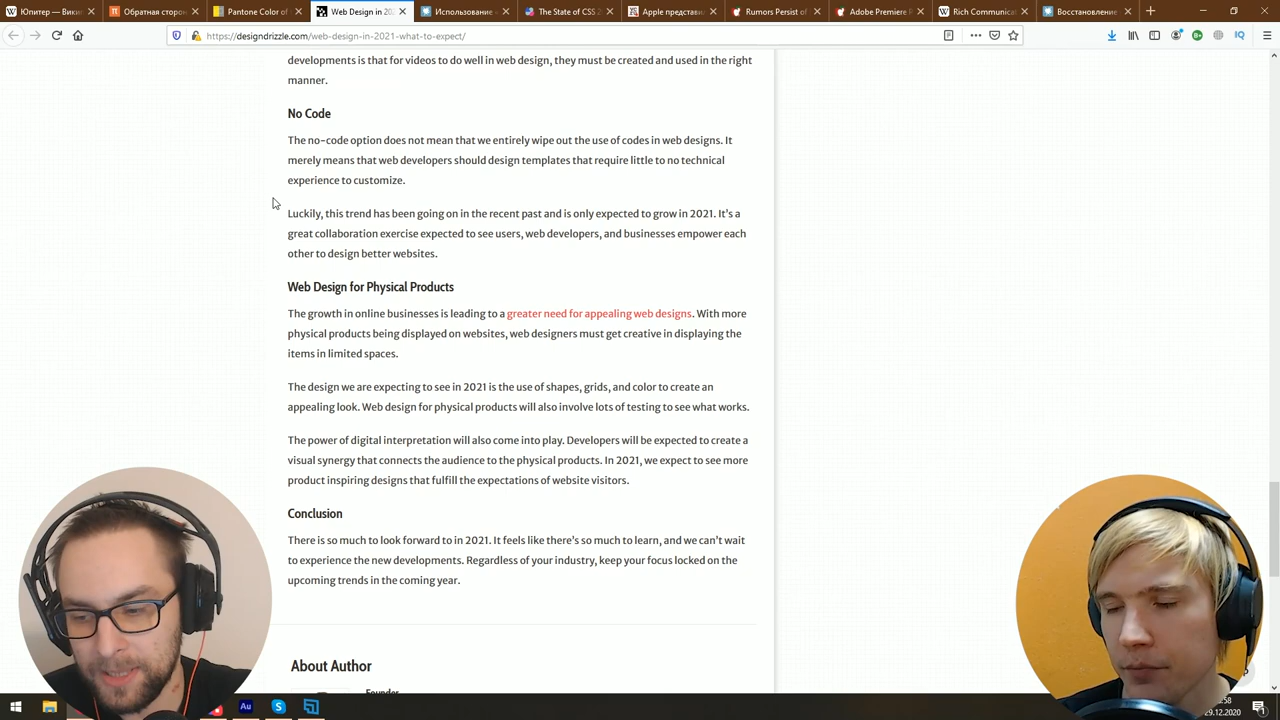 Юпитер — Вики
Обратная сторон
Pantone Color of
Web Design in 202
Использование
The State of CSS 2
Apple представи
Rumors Persist of
Adobe Premiere P
Rich Communicat
Восстановление
https://designdrizzle.com/web-design-in-2021-what-to-expect/
developments is that for videos to do well in web design, they must be created and used in the right
manner.
No Code
The no-code option does not mean that we entirely wipe out the use of codes in web designs. It
merely means that web developers should design templates that require little to no technical
experience to customize.
Luckily, this trend has been going on in the recent past and is only expected to grow in 2021. It's a
great collaboration exercise expected to see users, web developers, and businesses empower each
other to design better websites.
Web Design for Physical Products
The growth in online businesses is leading to a greater need for appealing web designs. With more
physical products being displayed on websites, web designers must get creative in displaying the
items in limited spaces.
The design we are expecting to see in 2021 is the use of shapes, grids, and color to create an
appealing look. Web design for physical products will also involve lots of testing to see what works.
The power of digital interpretation will also come into play. Developers will be expected to create a
visual synergy that connects the audience to the physical products. In 2021, we expect to see more
product inspiring designs that fulfill the expectations of website visitors.
Conclusion
There is so much to look forward to in 2021. It feels like there's so much to learn, and we can't wait
to experience the new developments. Regardless of your industry, keep your focus locked on the
upcoming trends in the coming year.
About Author
Founder
Au
:58
29.12.2020